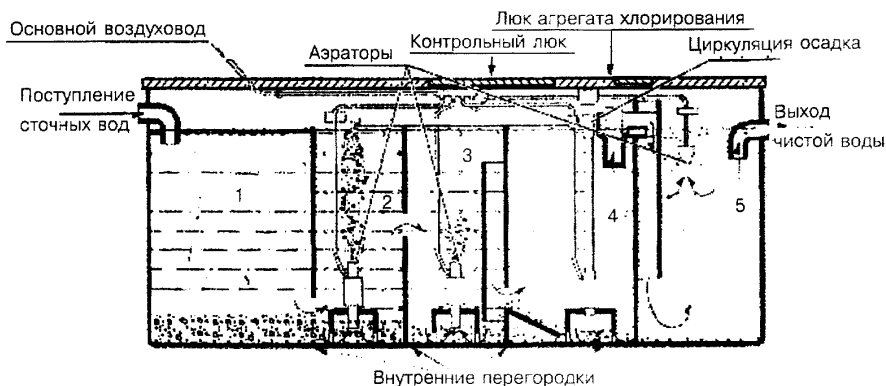 Люк агрегата хлорирования
Основной воздуховод
Аэраторы
Контрольный люк
Циркуляция осадка
Поступление
сточных вод
Выход
чистой воды
1
2
3
4
5
Внутренние перегородки